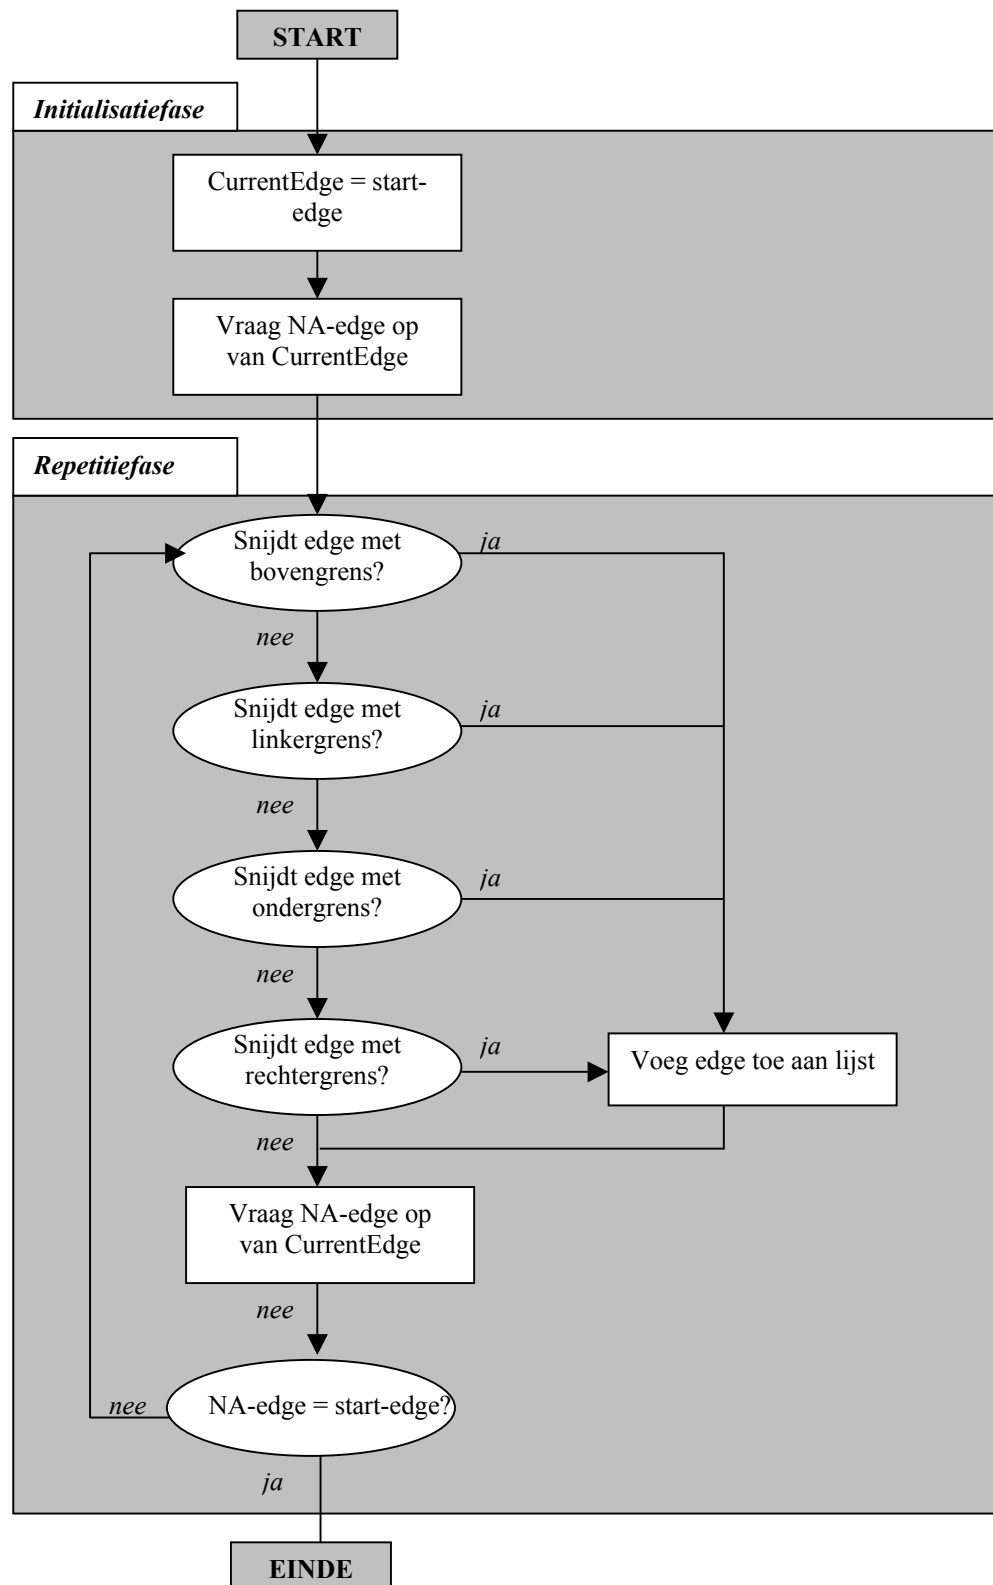 START
Initialisatiefase
CurrentEdge = start-
edge
Vraag NA-edge op
van CurrentEdge
Repetitiefase
Snijdt edge met
bovengrens?
ja
nee
Snijdt edge met
linkergrens?
ja
nee
Snijdt edge met
ondergrens?
ja
nee
Snijdt edge met
rechtergrens?
ja
Voeg edge toe aan lijst
nee
Vraag NA-edge op
van CurrentEdge
nee
NA-edge = start-edge?
nee
ja
EINDE